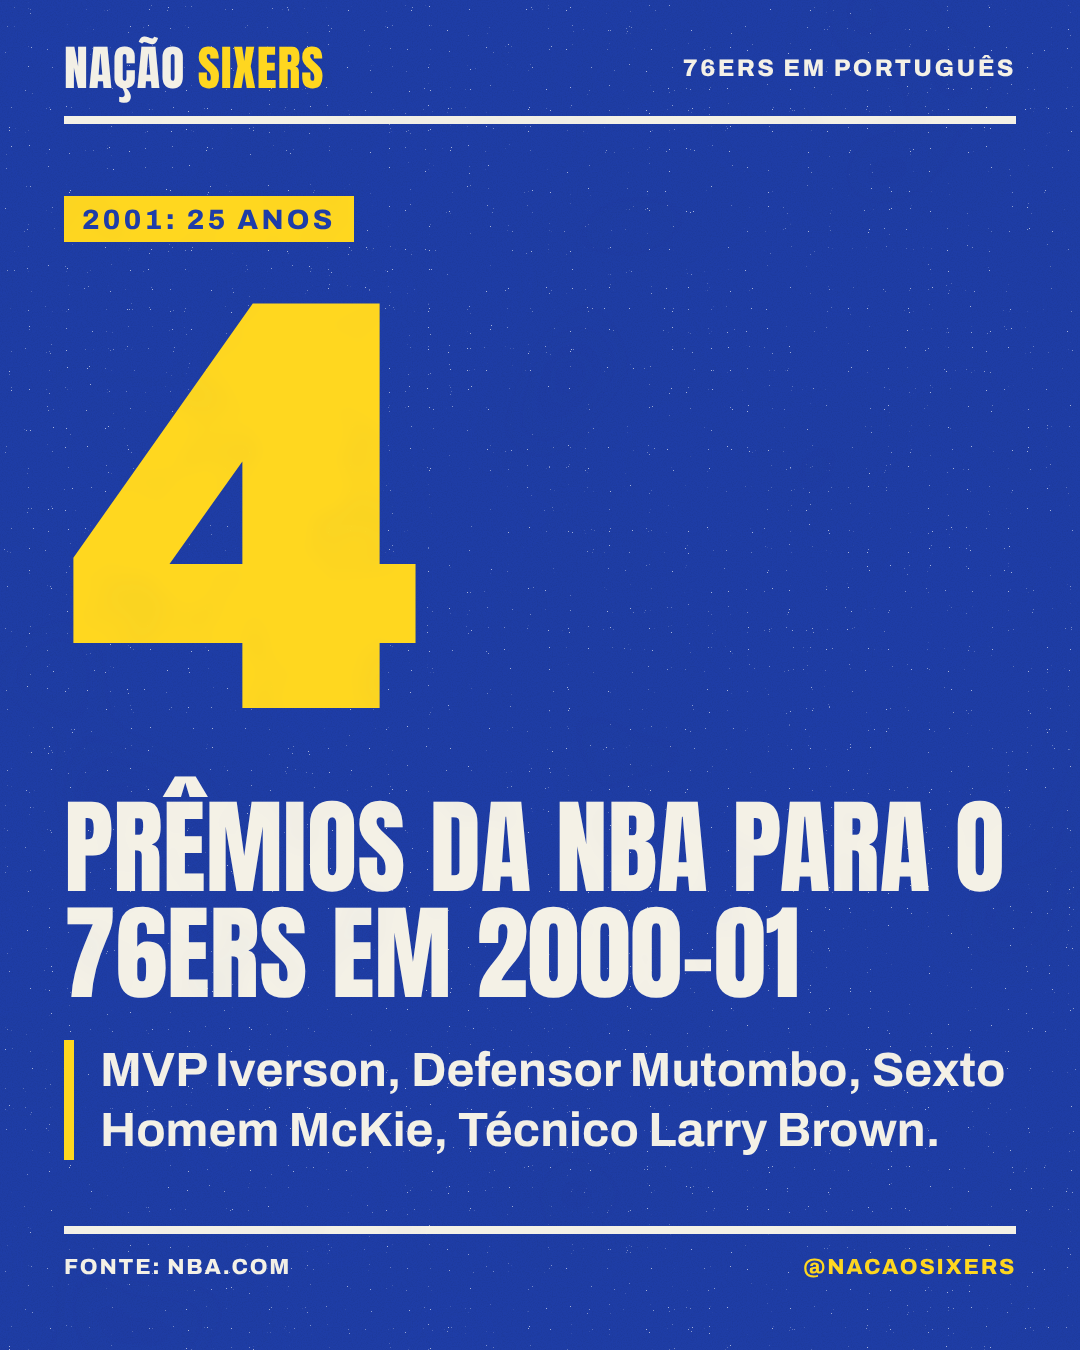 NAÇÃO SIXERS
76ERS EM PORTUGUÊS
2001: 25 ANOS
4
PRÊMIOS DA NBA PARA O
76ERS EM 2000-01
MVP Iverson, Defensor Mutombo, Sexto
Homem McKie, Técnico Larry Brown.
FONTE: NBA.COM
@NACAOSIXERS